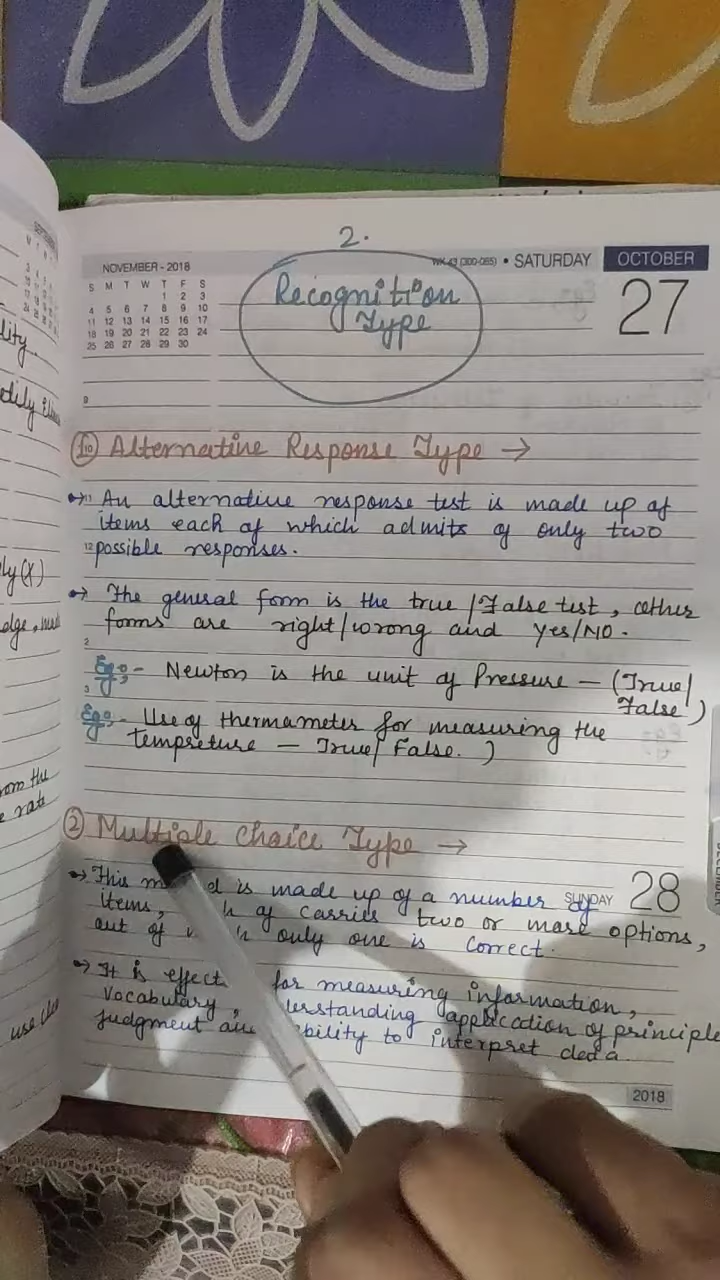 2.
NOVEMBER - 2018
S M T W T F S
1 2 3
4 5 6 7 8 9 10
11 12 13 14 15 16 17
18 19 20 21 22 23 24
25 26 27 28 29 30
• SATURDAY OCTOBER
27
Recognition
Type
① Alternative Response Type →
→ An alternative response test is made up of
items each of which admits of only two
possible responses.
→ The general form is the true/False test, other
forms are right/wrong and Yes/NO.
Eg:- Newton is the unit of Pressure - (True/
False)
Eg:- Use of thermameter for measuring the
tempreture - True/False.)
② Multiple Choice Type →
SUNDAY 28
→ This is made up of a number of
items, of carries two or more options,
out of only one is correct.
→ It is for measuring information,
Vocabulary, application of principle
judgment to interpret
2018
lity
from the